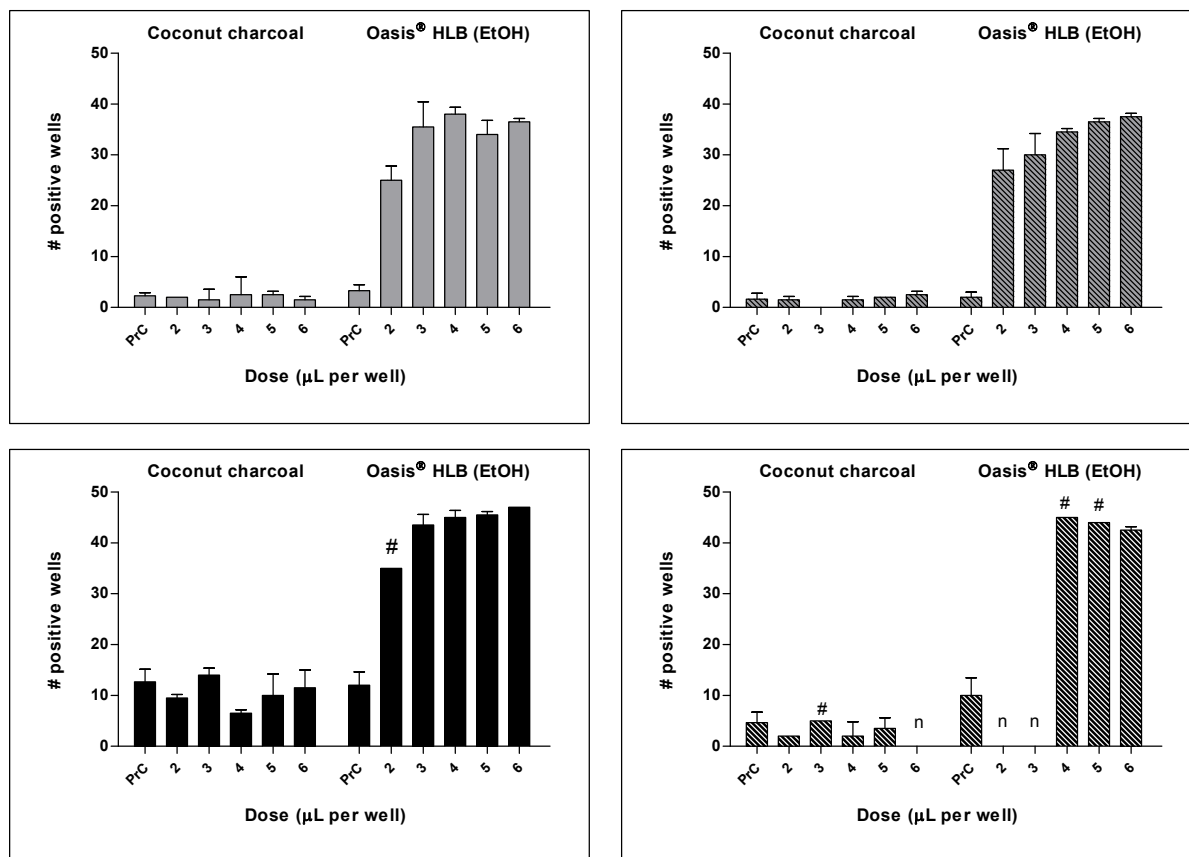 Coconut charcoal Oasis® HLB (EtOH)
50
40
30
20
10
0
# positive wells
PrC 2 3 4 5 6 PrC 2 3 4 5 6
Dose (μL per well)
Coconut charcoal Oasis® HLB (EtOH)
50
40
30
20
10
0
# positive wells
PrC 2 3 4 5 6 PrC 2 3 4 5 6
Dose (μL per well)
Coconut charcoal Oasis® HLB (EtOH)
50
40
30
20
10
0
# positive wells
#
PrC 2 3 4 5 6 PrC 2 3 4 5 6
Dose (μL per well)
Coconut charcoal Oasis® HLB (EtOH)
50
40
30
20
10
0
# positive wells
# #
# n n n
PrC 2 3 4 5 6 PrC 2 3 4 5 6
Dose (μL per well)